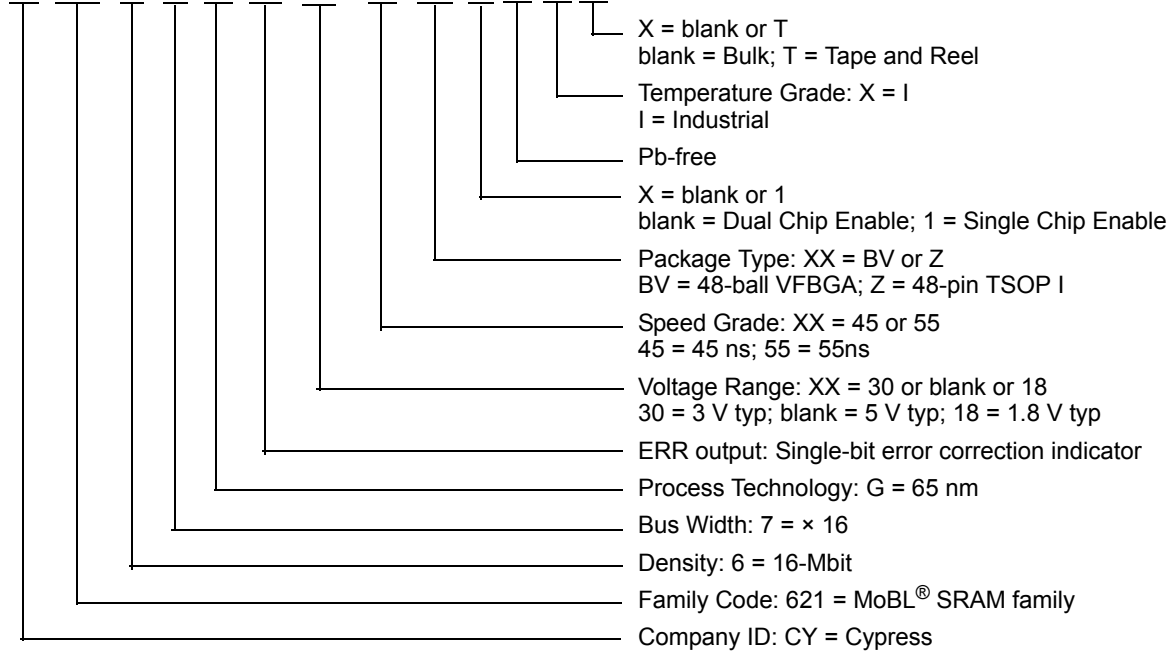 X = blank or T
blank = Bulk; T = Tape and Reel
Temperature Grade: X = I
I = Industrial
Pb-free
X = blank or 1
blank = Dual Chip Enable; 1 = Single Chip Enable
Package Type: XX = BV or Z
BV = 48-ball VFBGA; Z = 48-pin TSOP I
Speed Grade: XX = 45 or 55
45 = 45 ns; 55 = 55ns
Voltage Range: XX = 30 or blank or 18
30 = 3 V typ; blank = 5 V typ; 18 = 1.8 V typ
ERR output: Single-bit error correction indicator
Process Technology: G = 65 nm
Bus Width: 7 = × 16
Density: 6 = 16-Mbit
Family Code: 621 = MoBL® SRAM family
Company ID: CY = Cypress